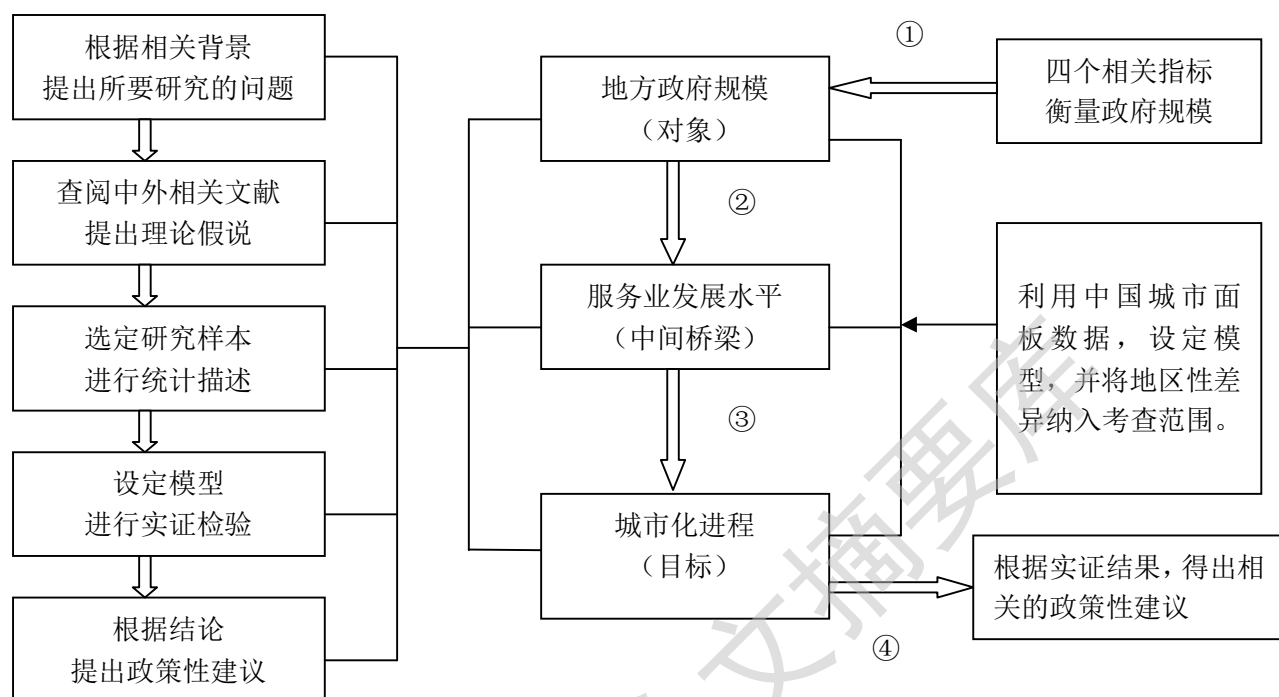 根据相关背景
提出所要研究的问题
查阅中外相关文献
提出理论假说
选定研究样本
进行统计描述
设定模型
进行实证检验
根据结论
提出政策性建议
地方政府规模
（对象）
服务业发展水平
（中间桥梁）
城市化进程
（目标）
①
②
③
④
四个相关指标
衡量政府规模
利用中国城市面
板数据，设定模
型，并将地区性差
异纳入考查范围。
根据实证结果，得出相
关的政策性建议
文摘要库